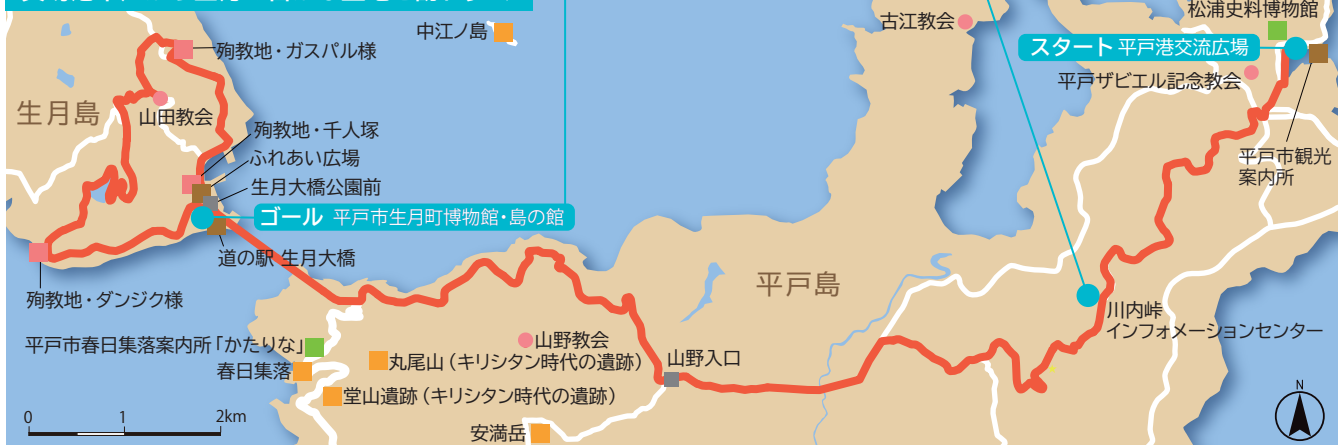 中江ノ島
古江教会
松浦史料博物館
スタート 平戸港交流広場
平戸ザビエル記念教会
平戸市観光
案内所
殉教地・ガスパル様
生月島
山田教会
殉教地・千人塚
ふれあい広場
生月大橋公園前
ゴール 平戸市生月町博物館・島の館
道の駅 生月大橋
殉教地・ダンジク様
平戸島
川内峠
インフォメーションセンター
平戸市春日集落案内所「かたりな」
春日集落
山野教会
丸尾山（キリシタン時代の遺跡）
山野入口
堂山遺跡（キリシタン時代の遺跡）
安満岳
0 1 2km
N